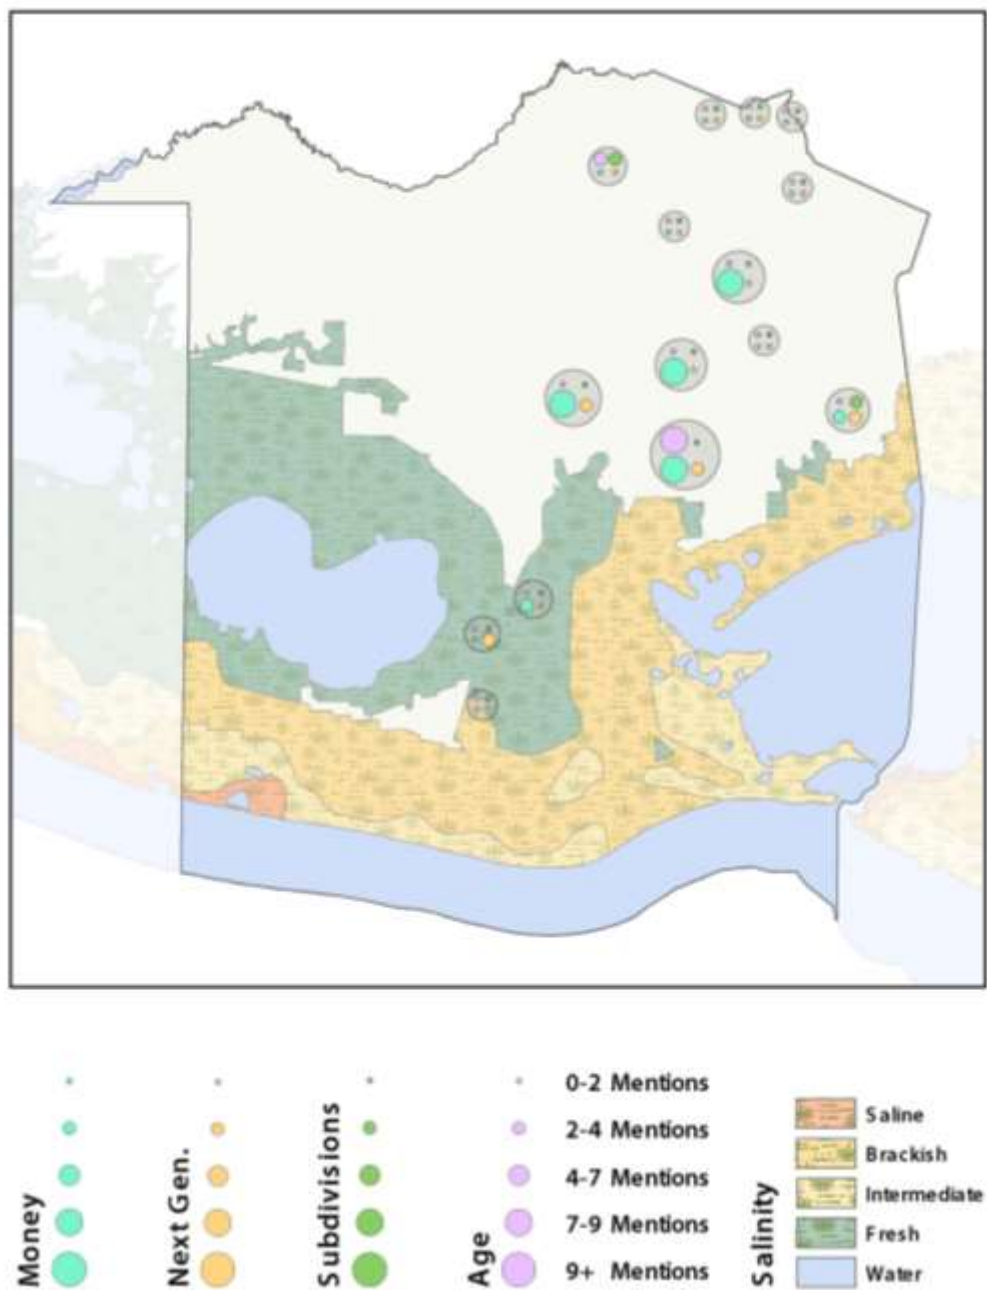 0-2 Mentions
2-4 Mentions
4-7 Mentions
7-9 Mentions
9+ Mentions
Money
Next Gen.
Subdivisions
Age
Salinity
Saline
Brackish
Intermediate
Fresh
Water